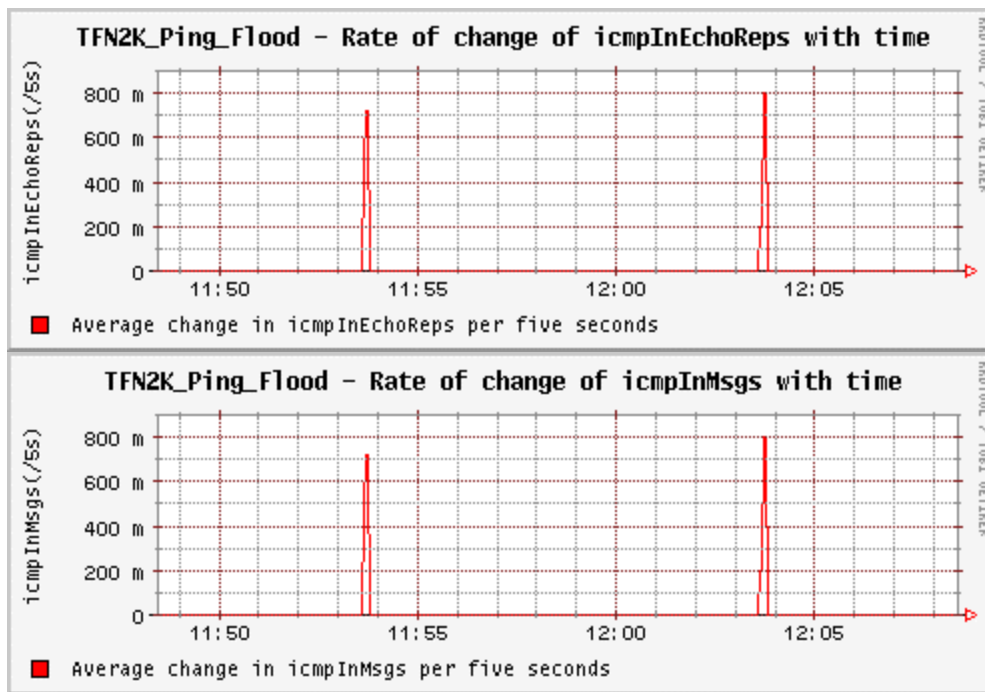 TFN2K_Ping_Flood - Rate of change of icmpInEchoReps with time
icmpInEchoReps(/5s)
800 m
600 m
400 m
200 m
0
11:50 11:55 12:00 12:05
Average change in icmpInEchoReps per five seconds
TFN2K_Ping_Flood - Rate of change of icmpInMsgs with time
icmpInMsgs(/5s)
800 m
600 m
400 m
200 m
0
11:50 11:55 12:00 12:05
Average change in icmpInMsgs per five seconds